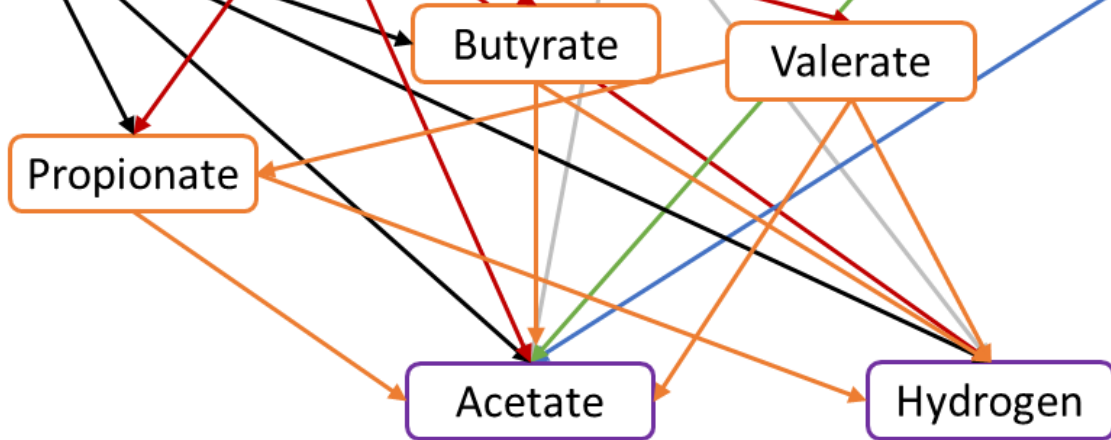 Butyrate
Valerate
Propionate
Acetate
Hydrogen